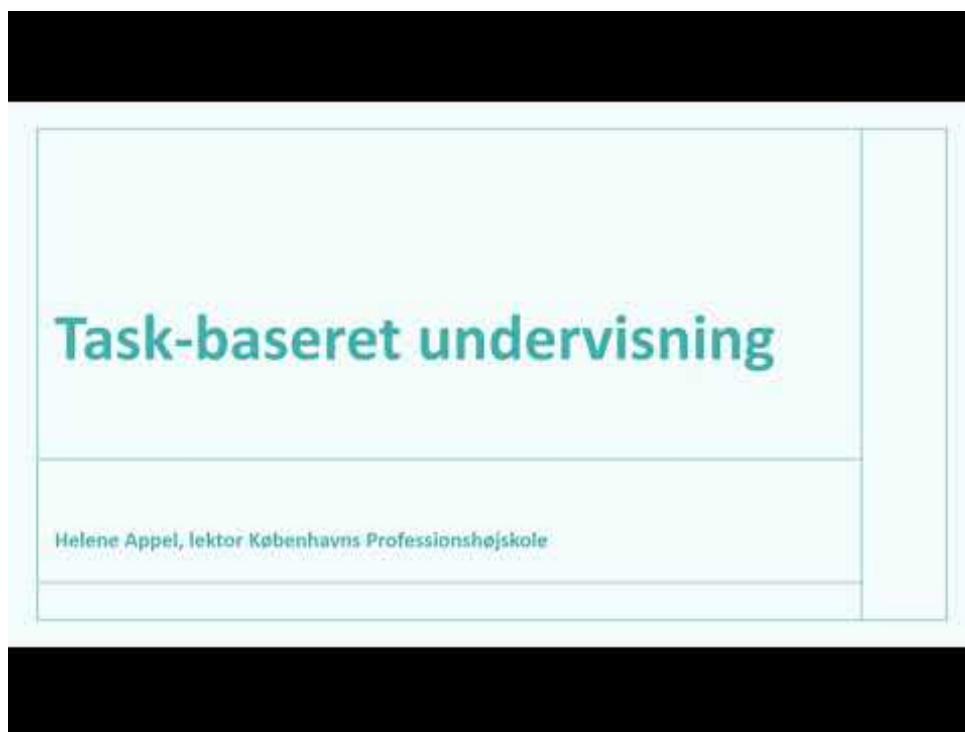 Task-baseret undervisning
Helene Appel, lektor Københavns Professionshøjskole